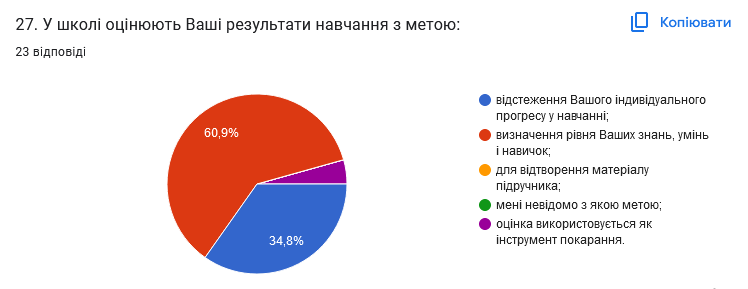 27. У школі оцінюють Ваші результати навчання з метою:
Копіювати
23 відповіді
60,9%
34,8%
відстеження Вашого індивідуального
прогресу у навчанні;
визначення рівня Ваших знань, умінь
і навичок;
для відтворення матеріалу
підручника;
мені невідомо з якою метою;
оцінка використовується як
інструмент покарання.